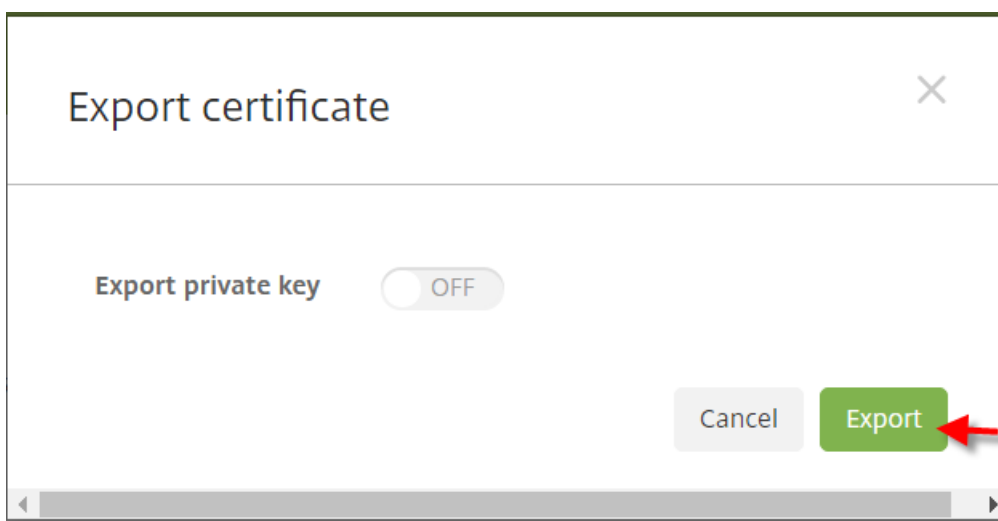 Export certificate
Export private key
OFF
Cancel
Export